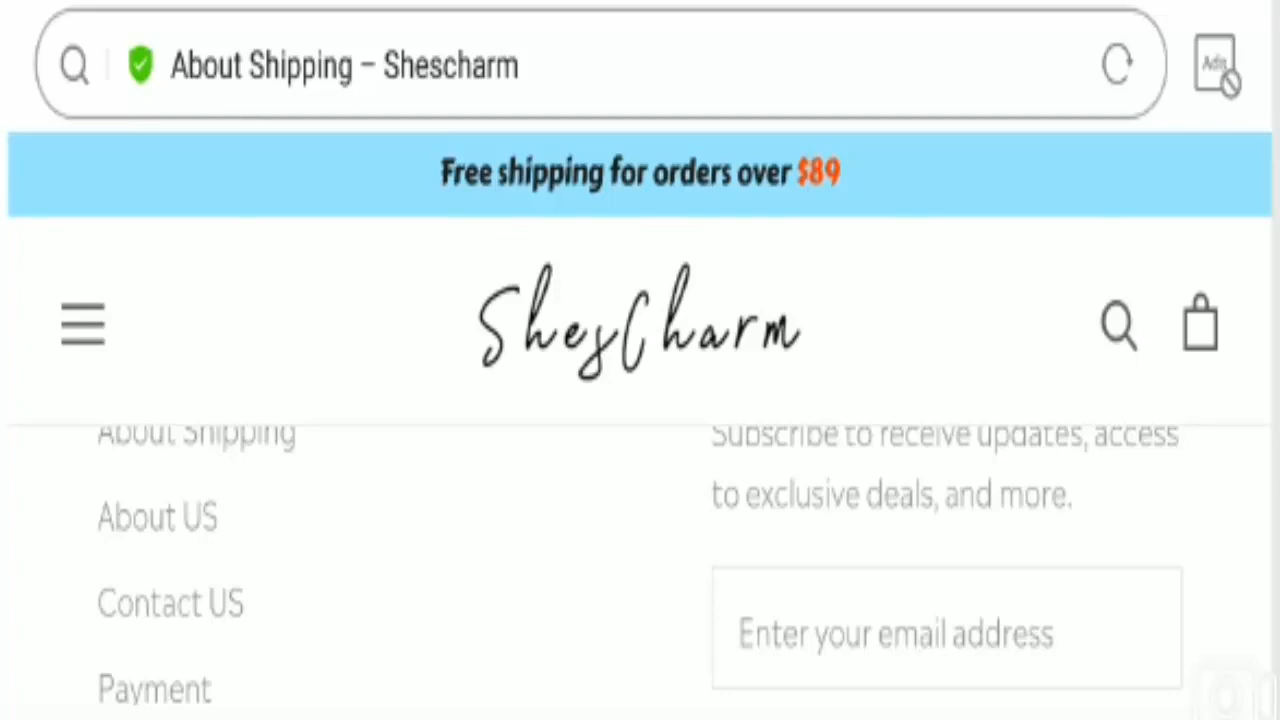 About Shipping – Shescharm
Ads
Free shipping for orders over $89
ShesCharm
About Shipping
About US
Contact US
Payment
Subscribe to receive updates, access
to exclusive deals, and more.
Enter your email address